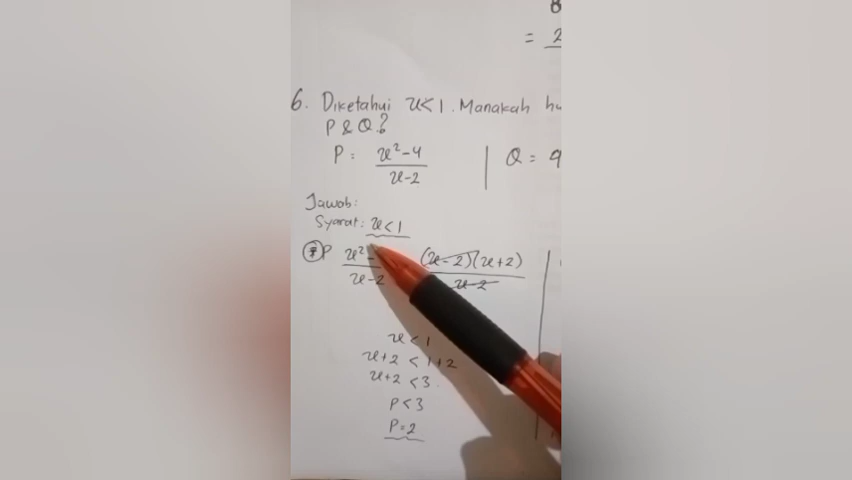 = 2
6. Diketahui x<1. Manakah hu
P & Q?
P = x²-4 / x-2 | Q = 9
Jawab:
Syarat: x<1
P x²- / x-2 (x-2)(x+2) / x-2
x < 1
x+2 < 1+2
x+2 < 3.
P < 3
P = 2